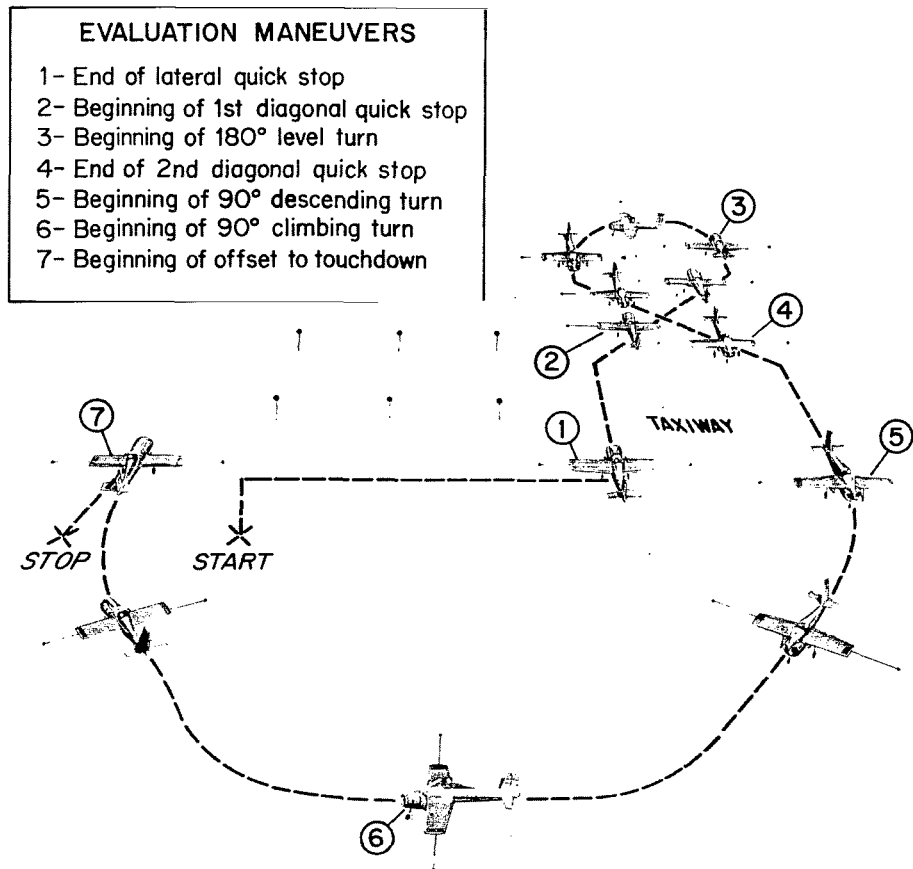 EVALUATION MANEUVERS
1- End of lateral quick stop
2- Beginning of 1st diagonal quick stop
3- Beginning of 180° level turn
4- End of 2nd diagonal quick stop
5- Beginning of 90° descending turn
6- Beginning of 90° climbing turn
7- Beginning of offset to touchdown
3
4
2
7
1
TAXIWAY
5
STOP
START
6